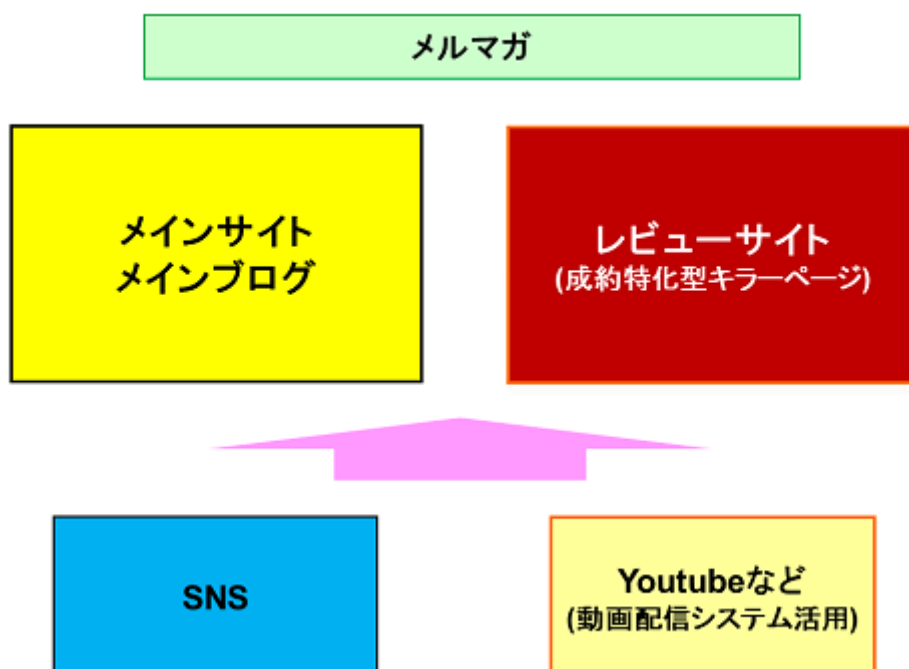 メルマガ
メインサイト
メインブログ
レビューサイト
(成約特化型キラーページ)
SNS
Youtubeなど
(動画配信システム活用)